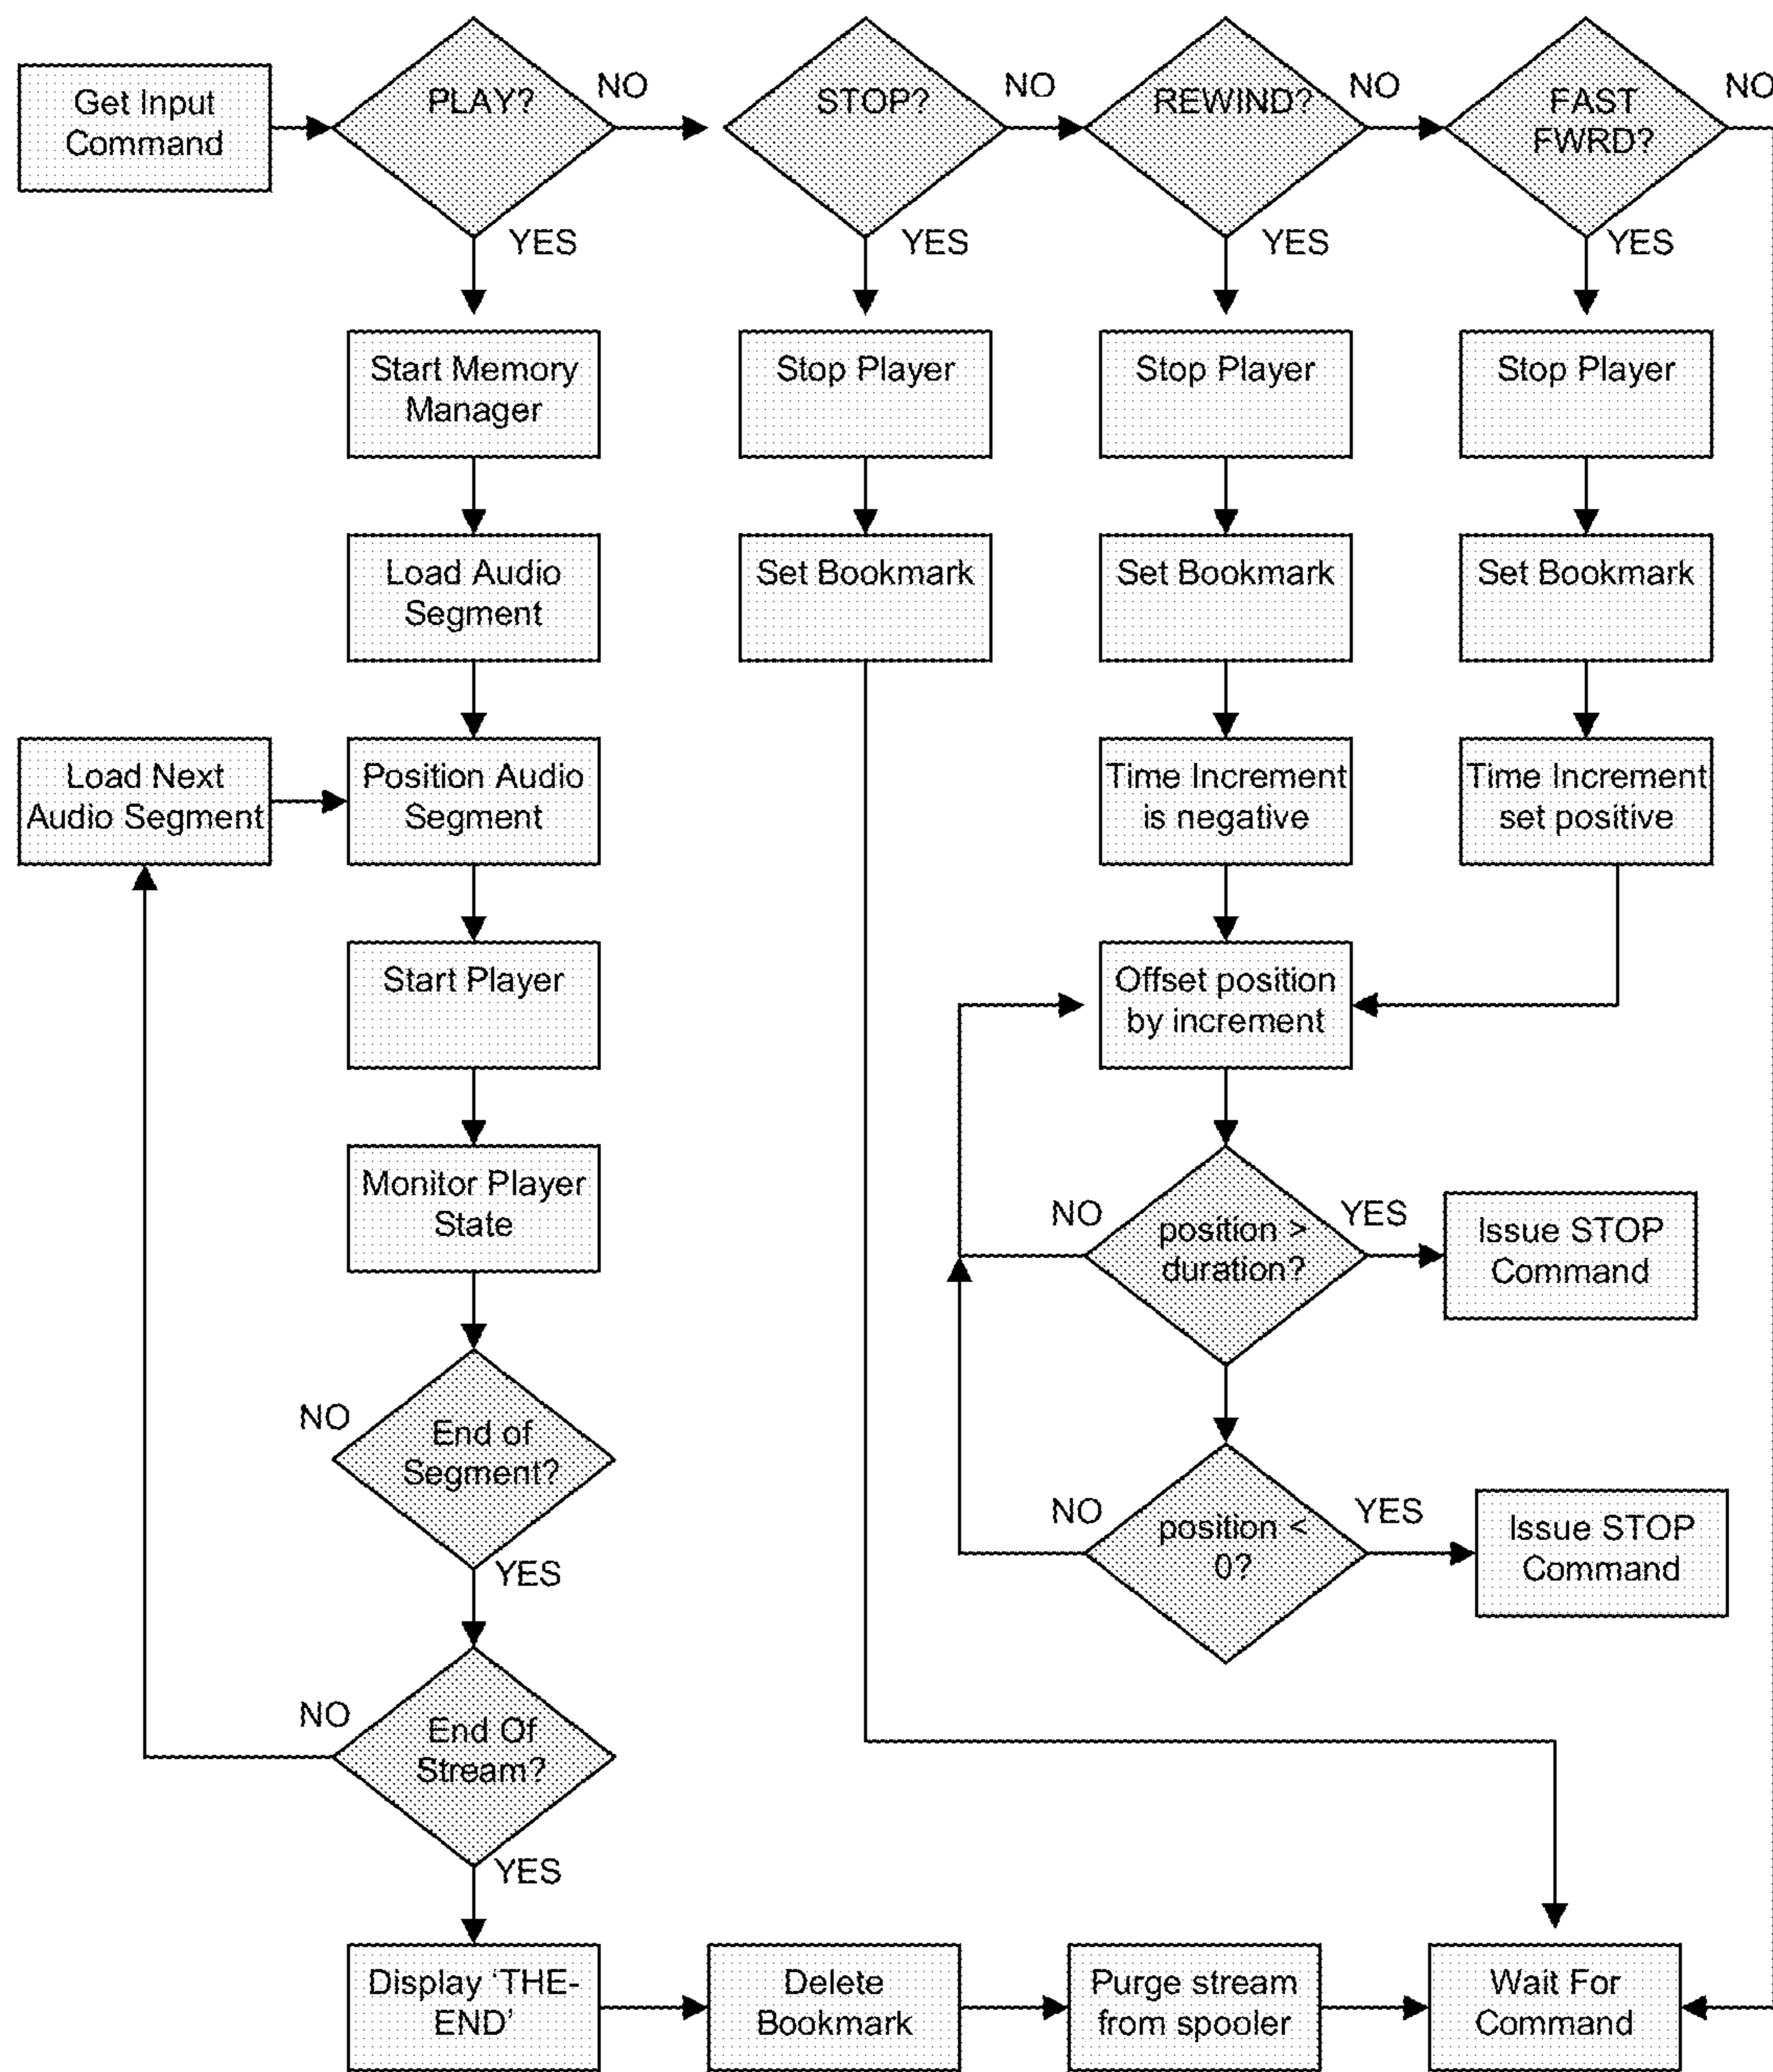 Get Input
Command
PLAY?
NO
YES
STOP?
NO
YES
REWIND?
NO
YES
FAST
FWRD?
NO
YES
Start Memory
Manager
Stop Player
Stop Player
Stop Player
Load Audio
Segment
Set Bookmark
Set Bookmark
Set Bookmark
Load Next
Audio Segment
Position Audio
Segment
Time Increment
is negative
Time Increment
set positive
Start Player
Offset position
by increment
Monitor Player
State
NO
position >
duration?
YES
Issue STOP
Command
NO
End of
Segment?
YES
NO
position <
0?
YES
Issue STOP
Command
NO
End Of
Stream?
YES
Display ‘THE-
END’
Delete
Bookmark
Purge stream
from spooler
Wait For
Command